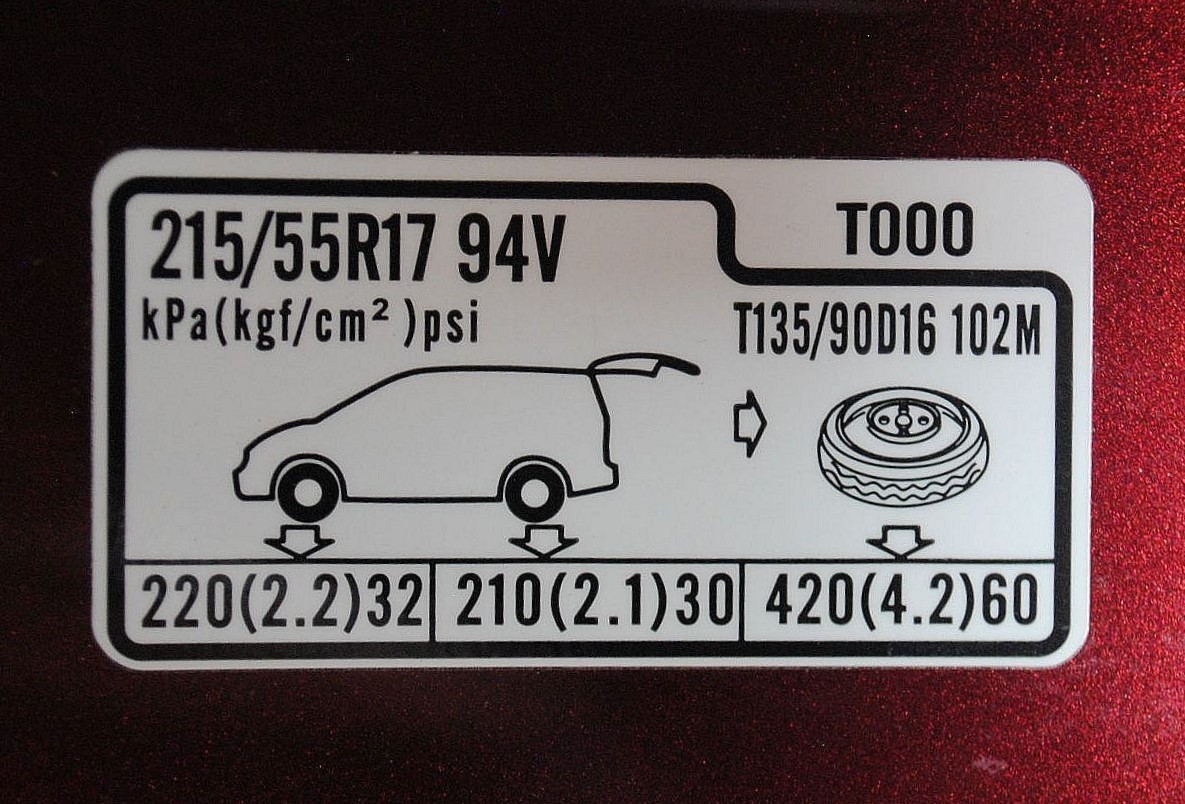 215/55R17 94V
T000
kPa(kgf/cm²)psi
T135/90D16 102M
220(2.2)32
210(2.1)30
420(4.2)60